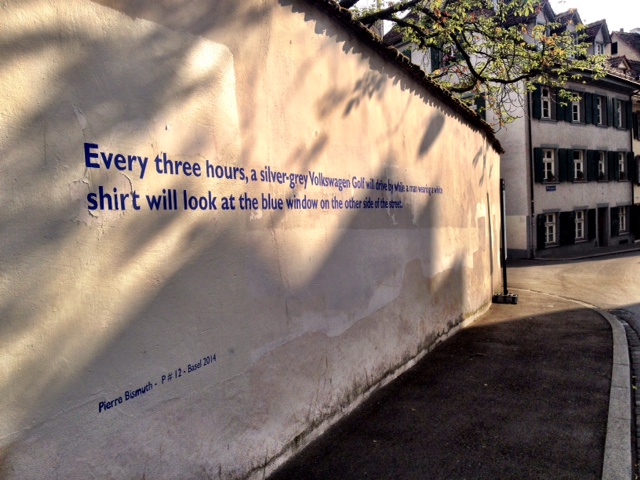 Every three hours, a silver-grey Volkswagen Golf will drive by while a man wearing a white
shirt will look at the blue window on the other side of the street.
Pierre Bismuth - P # 12 - Basel 2014